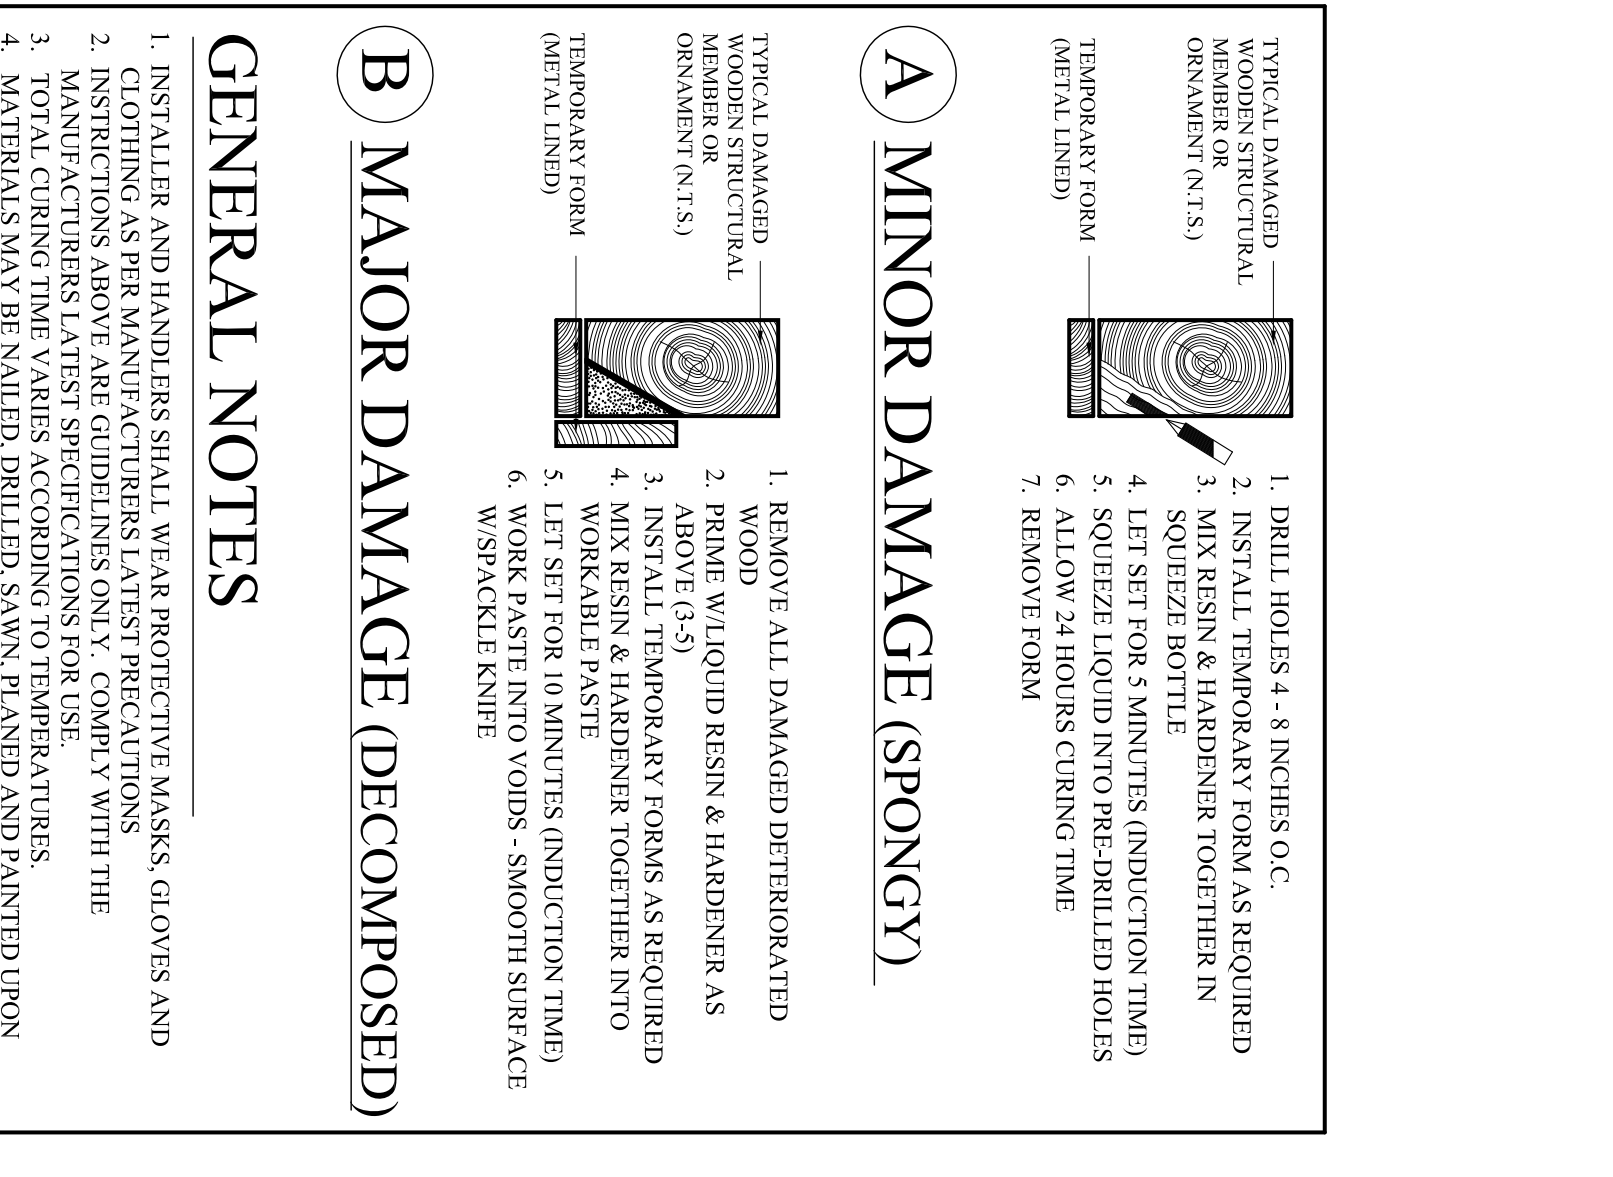 TYPICAL DAMAGED
WOODEN STRUCTURAL
MEMBER OR
ORNAMENT (N.T.S.)
TEMPORARY FORM
(METAL LINED)
1. DRILL HOLES 4 - 8 INCHES O.C.
2. INSTALL TEMPORARY FORM AS REQUIRED
3. MIX RESIN & HARDENER TOGETHER IN
SQUEEZE BOTTLE
4. LET SET FOR 5 MINUTES (INDUCTION TIME)
5. SQUEEZE LIQUID INTO PRE-DRILLED HOLES
6. ALLOW 24 HOURS CURING TIME
7. REMOVE FORM
A MINOR DAMAGE (SPONGY)
TYPICAL DAMAGED
WOODEN STRUCTURAL
MEMBER OR
ORNAMENT (N.T.S.)
TEMPORARY FORM
(METAL LINED)
1. REMOVE ALL DAMAGED DETERIORATED
WOOD
2. PRIME W/LIQUID RESIN & HARDENER AS
ABOVE (3-5)
3. INSTALL TEMPORARY FORMS AS REQUIRED
4. MIX RESIN & HARDENER TOGETHER INTO
WORKABLE PASTE
5. LET SET FOR 10 MINUTES (INDUCTION TIME)
6. WORK PASTE INTO VOIDS - SMOOTH SURFACE
W/SPACKLE KNIFE
B MAJOR DAMAGE (DECOMPOSED)
GENERAL NOTES
1. INSTALLER AND HANDLERS SHALL WEAR PROTECTIVE MASKS, GLOVES AND
CLOTHING AS PER MANUFACTURERS LATEST PRECAUTIONS
2. INSTRICTIONS ABOVE ARE GUIDELINES ONLY. COMPLY WITH THE
MANUFACTURERS LATEST SPECIFICATIONS FOR USE.
3. TOTAL CURING TIME VARIES ACCORDING TO TEMPERATURES.
4. MATERIALS MAY BE NAILED, DRILLED, SAWN, PLANED AND PAINTED UPON